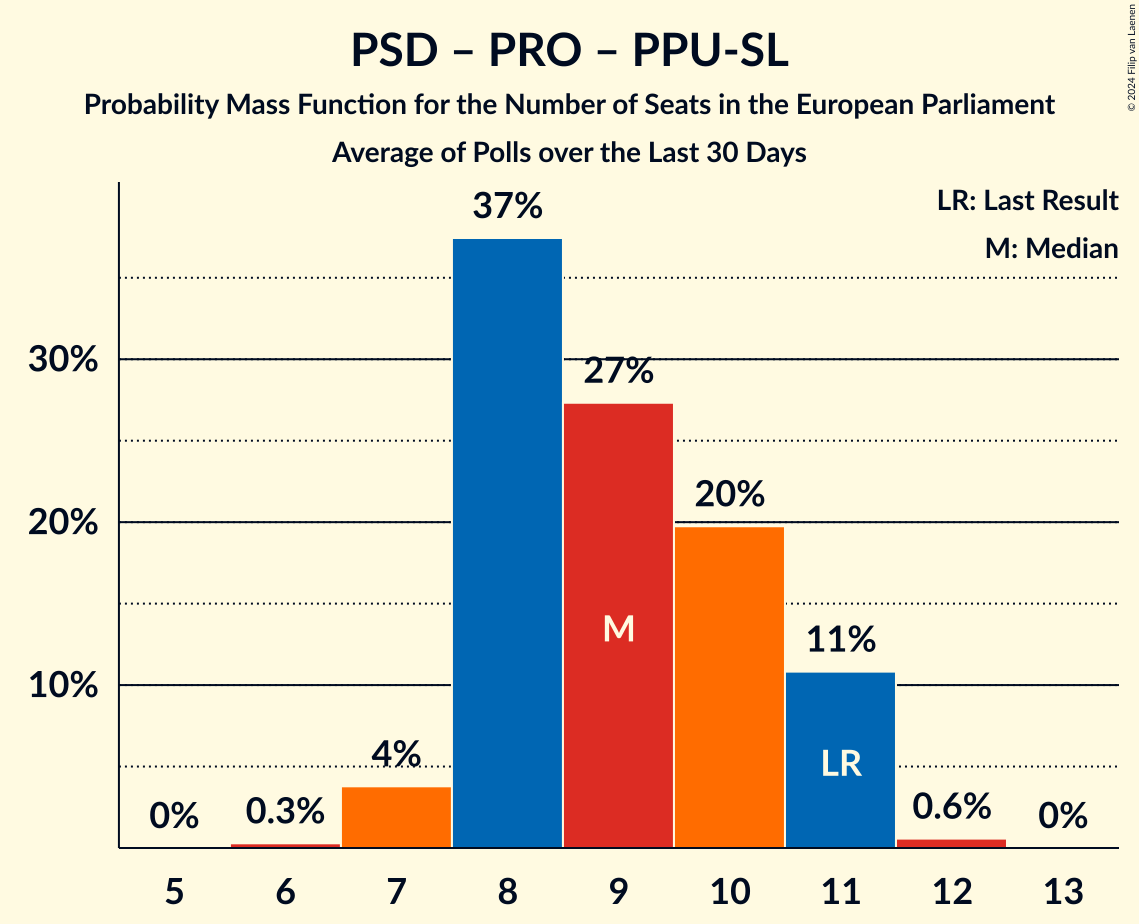 PSD – PRO – PPU-SL
Probability Mass Function for the Number of Seats in the European Parliament
Average of Polls over the Last 30 Days
© 2024 Filip van Laenen
LR: Last Result
M: Median
37%
30%
27%
20%
20%
M
11%
10%
LR
4%
0%
0.3%
0.6%
0%
5 6 7 8 9 10 11 12 13